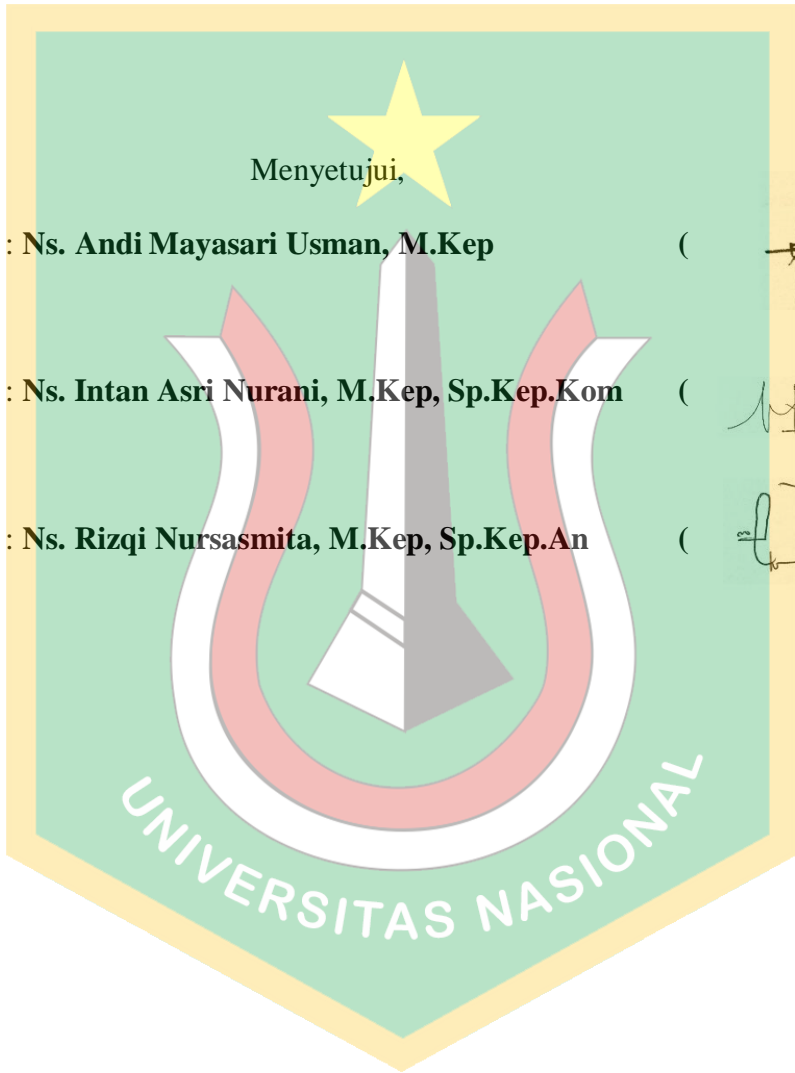 Menyetujui,
: Ns. Andi Mayasari Usman, M.Kep (
: Ns. Intan Asri Nurani, M.Kep, Sp.Kep.Kom (
: Ns. Rizqi Nursasmita, M.Kep, Sp.Kep.An (
UNIVERSITAS NASIONAL